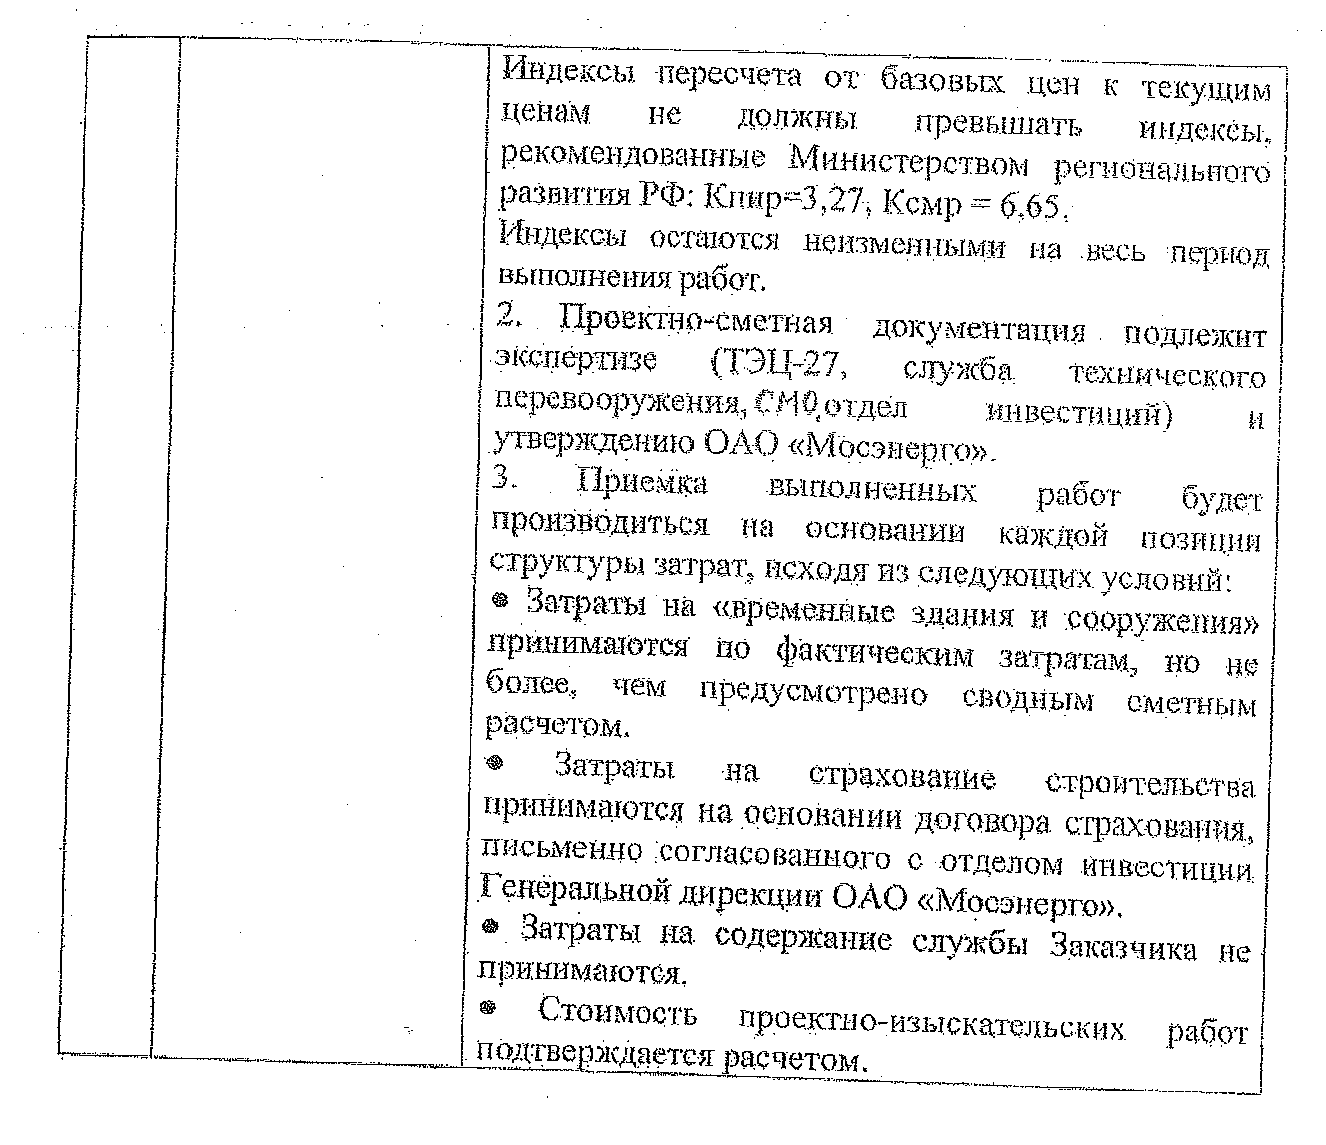 Индексы пересчета от базовых цен к текущим
ценам не должны превышать индексы,
рекомендованные Министерством регионального
развития РФ: Кпир=3,27, Ксмр = 6,65.
Индексы остаются неизменными на весь период
выполнения работ.
2. Проектно-сметная документация подлежит
экспертизе (ТЭЦ-27, служба технического
перевооружения, СМО, отдел инвестиций) и
утверждению ОАО «Мосэнерго».
3. Приемка выполненных работ будет
производиться на основании каждой позиции
структуры затрат, исходя из следующих условий:
• Затраты на «временные здания и сооружения»
принимаются по фактическим затратам, но не
более, чем предусмотрено сводным сметным
расчетом.
• Затраты на страхование строительства
принимаются на основании договора страхования,
письменно согласованного с отделом инвестиции
Генеральной дирекции ОАО «Мосэнерго».
• Затраты на содержание службы Заказчика не
принимаются.
• Стоимость проектно-изыскательских работ
подтверждается расчетом.